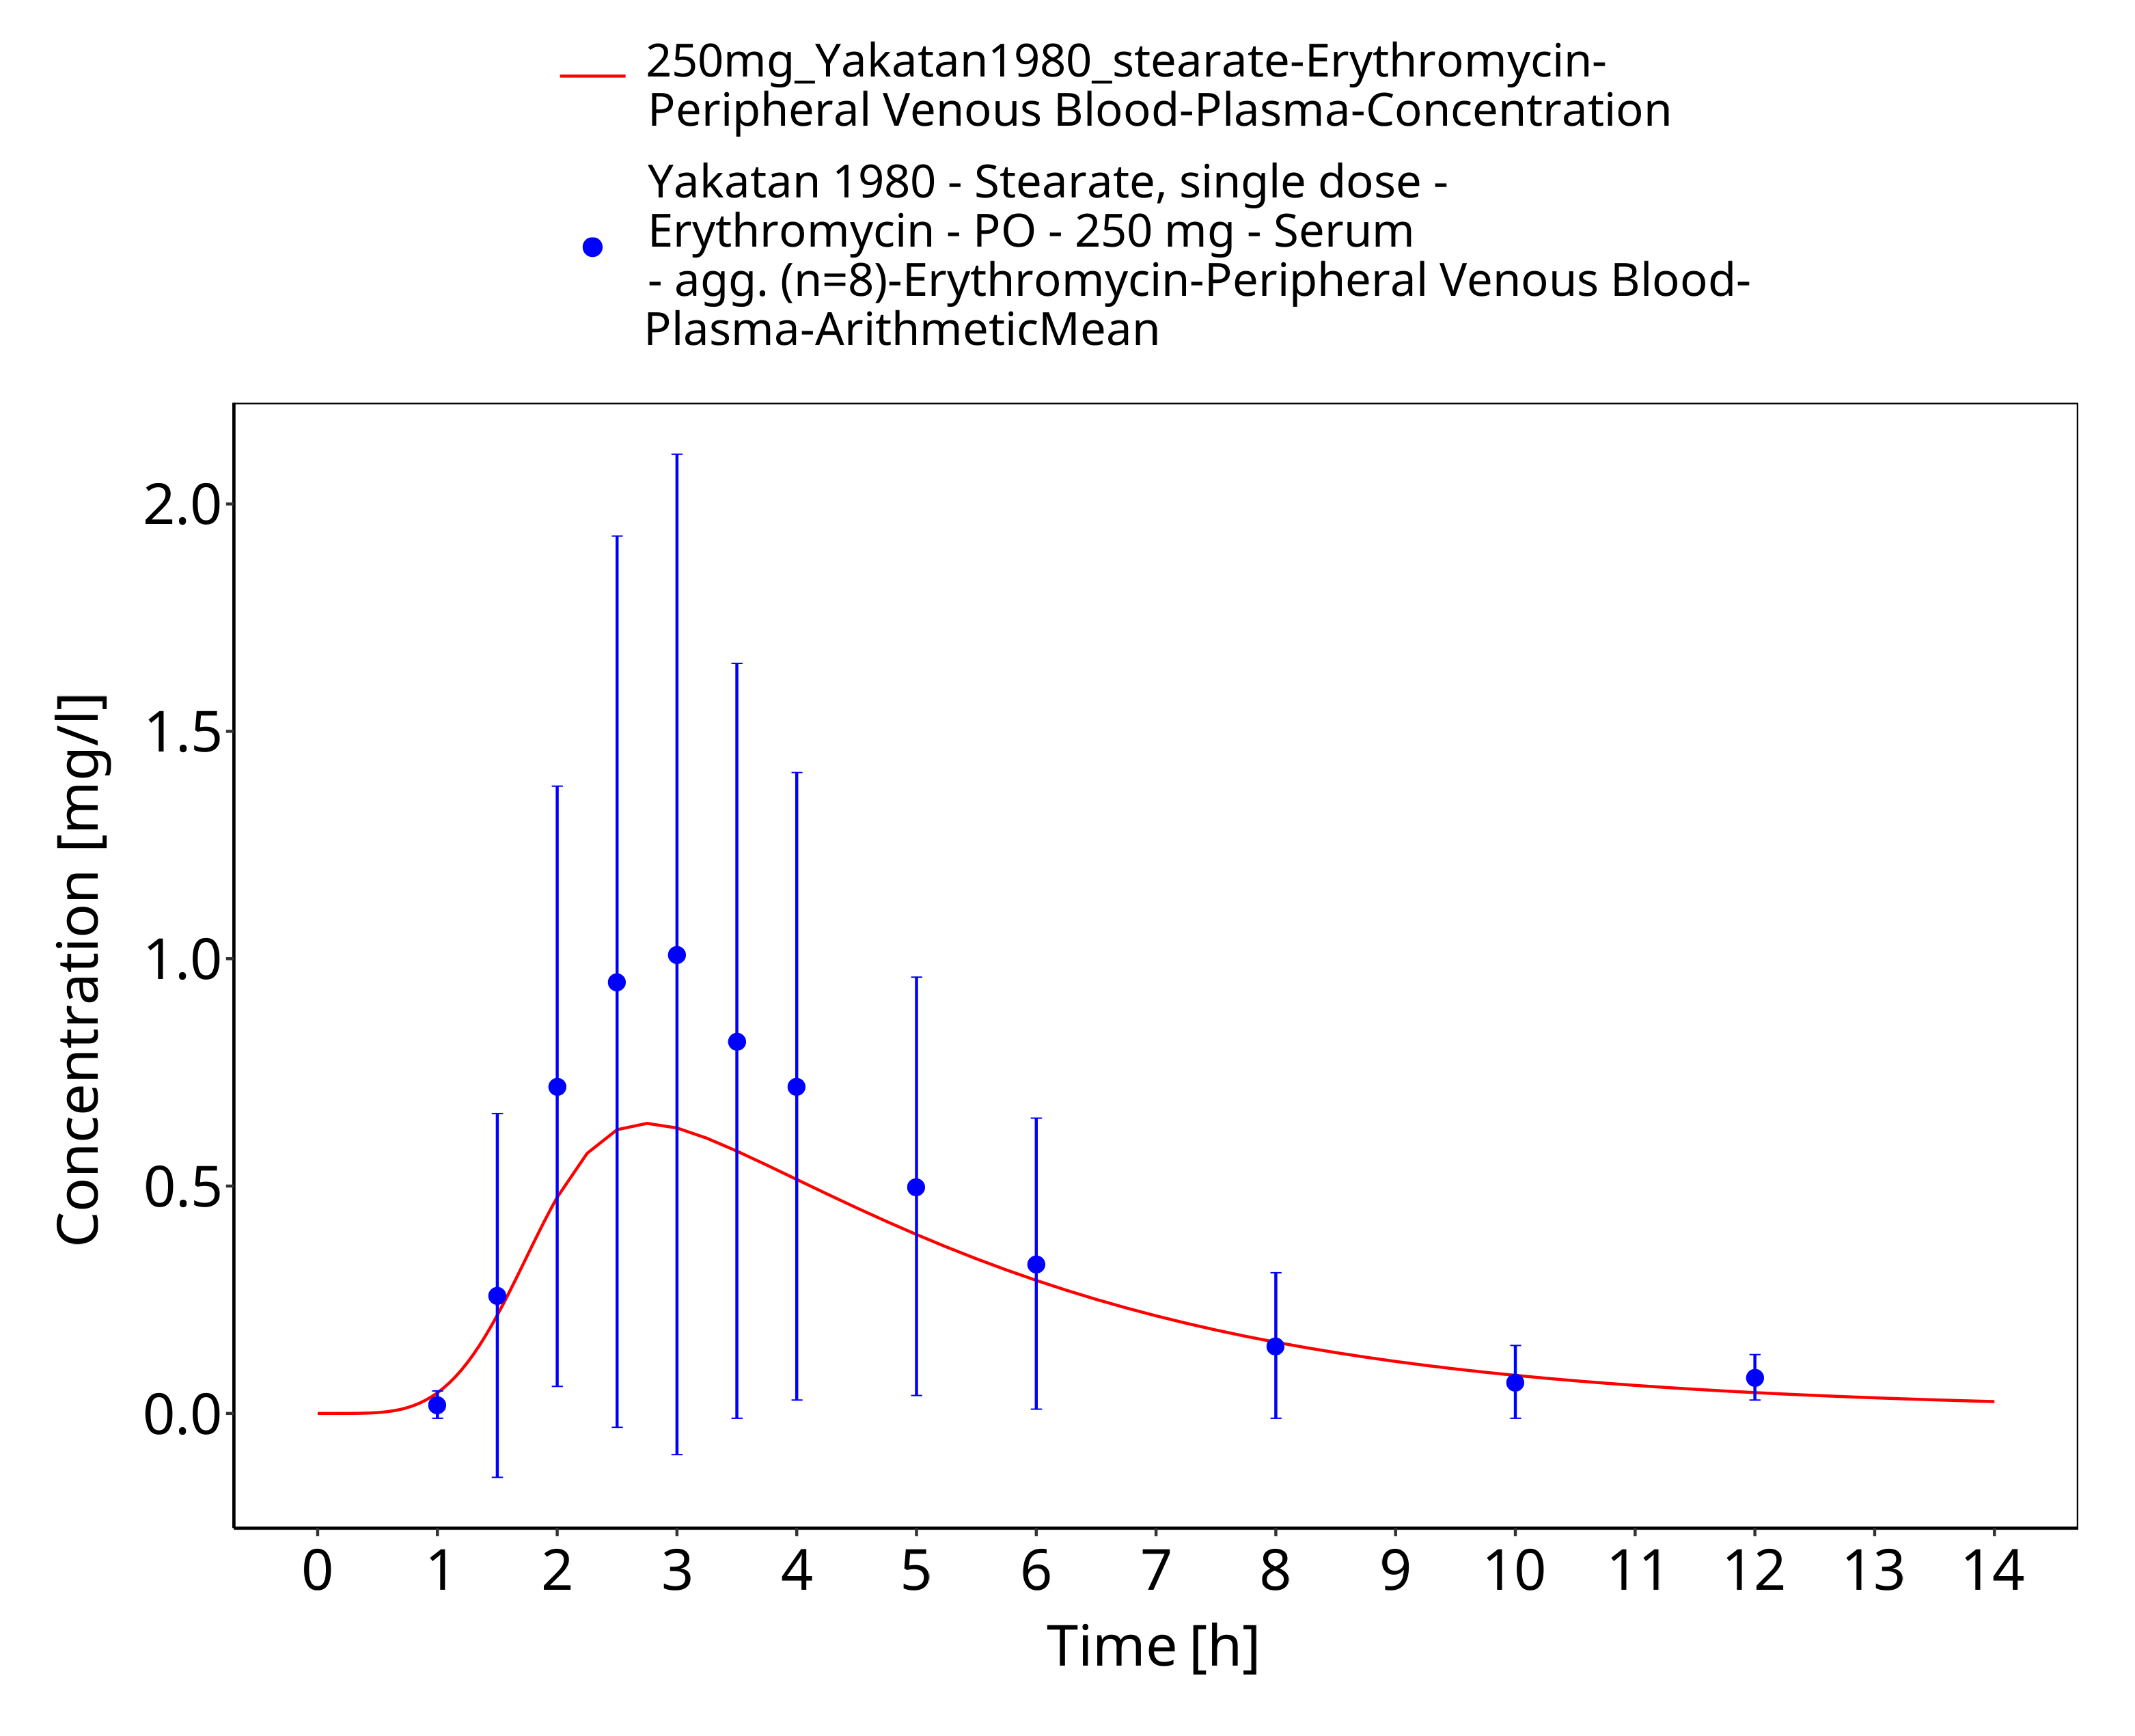 250mg_Yakatan1980_stearate-Erythromycin-
Peripheral Venous Blood-Plasma-Concentration
Yakatan 1980 - Stearate, single dose -
Erythromycin - PO - 250 mg - Serum
- agg. (n=8)-Erythromycin-Peripheral Venous Blood-
Plasma-ArithmeticMean
Concentration [mg/l]
2.0
1.5
1.0
0.5
0.0
0 1 2 3 4 5 6 7 8 9 10 11 12 13 14
Time [h]